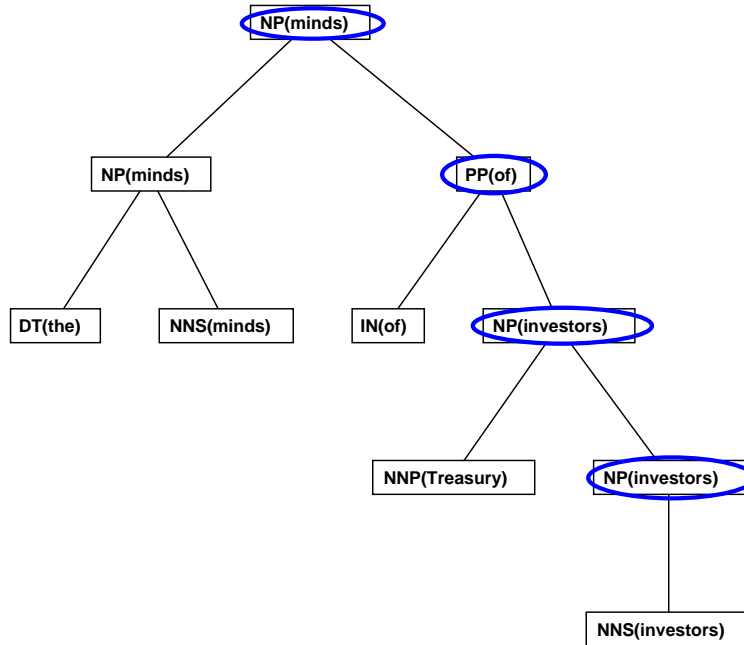 NP(minds)
NP(minds)
PP(of)
DT(the)
NNS(minds)
IN(of)
NP(investors)
NNP(Treasury)
NP(investors)
NNS(investors)